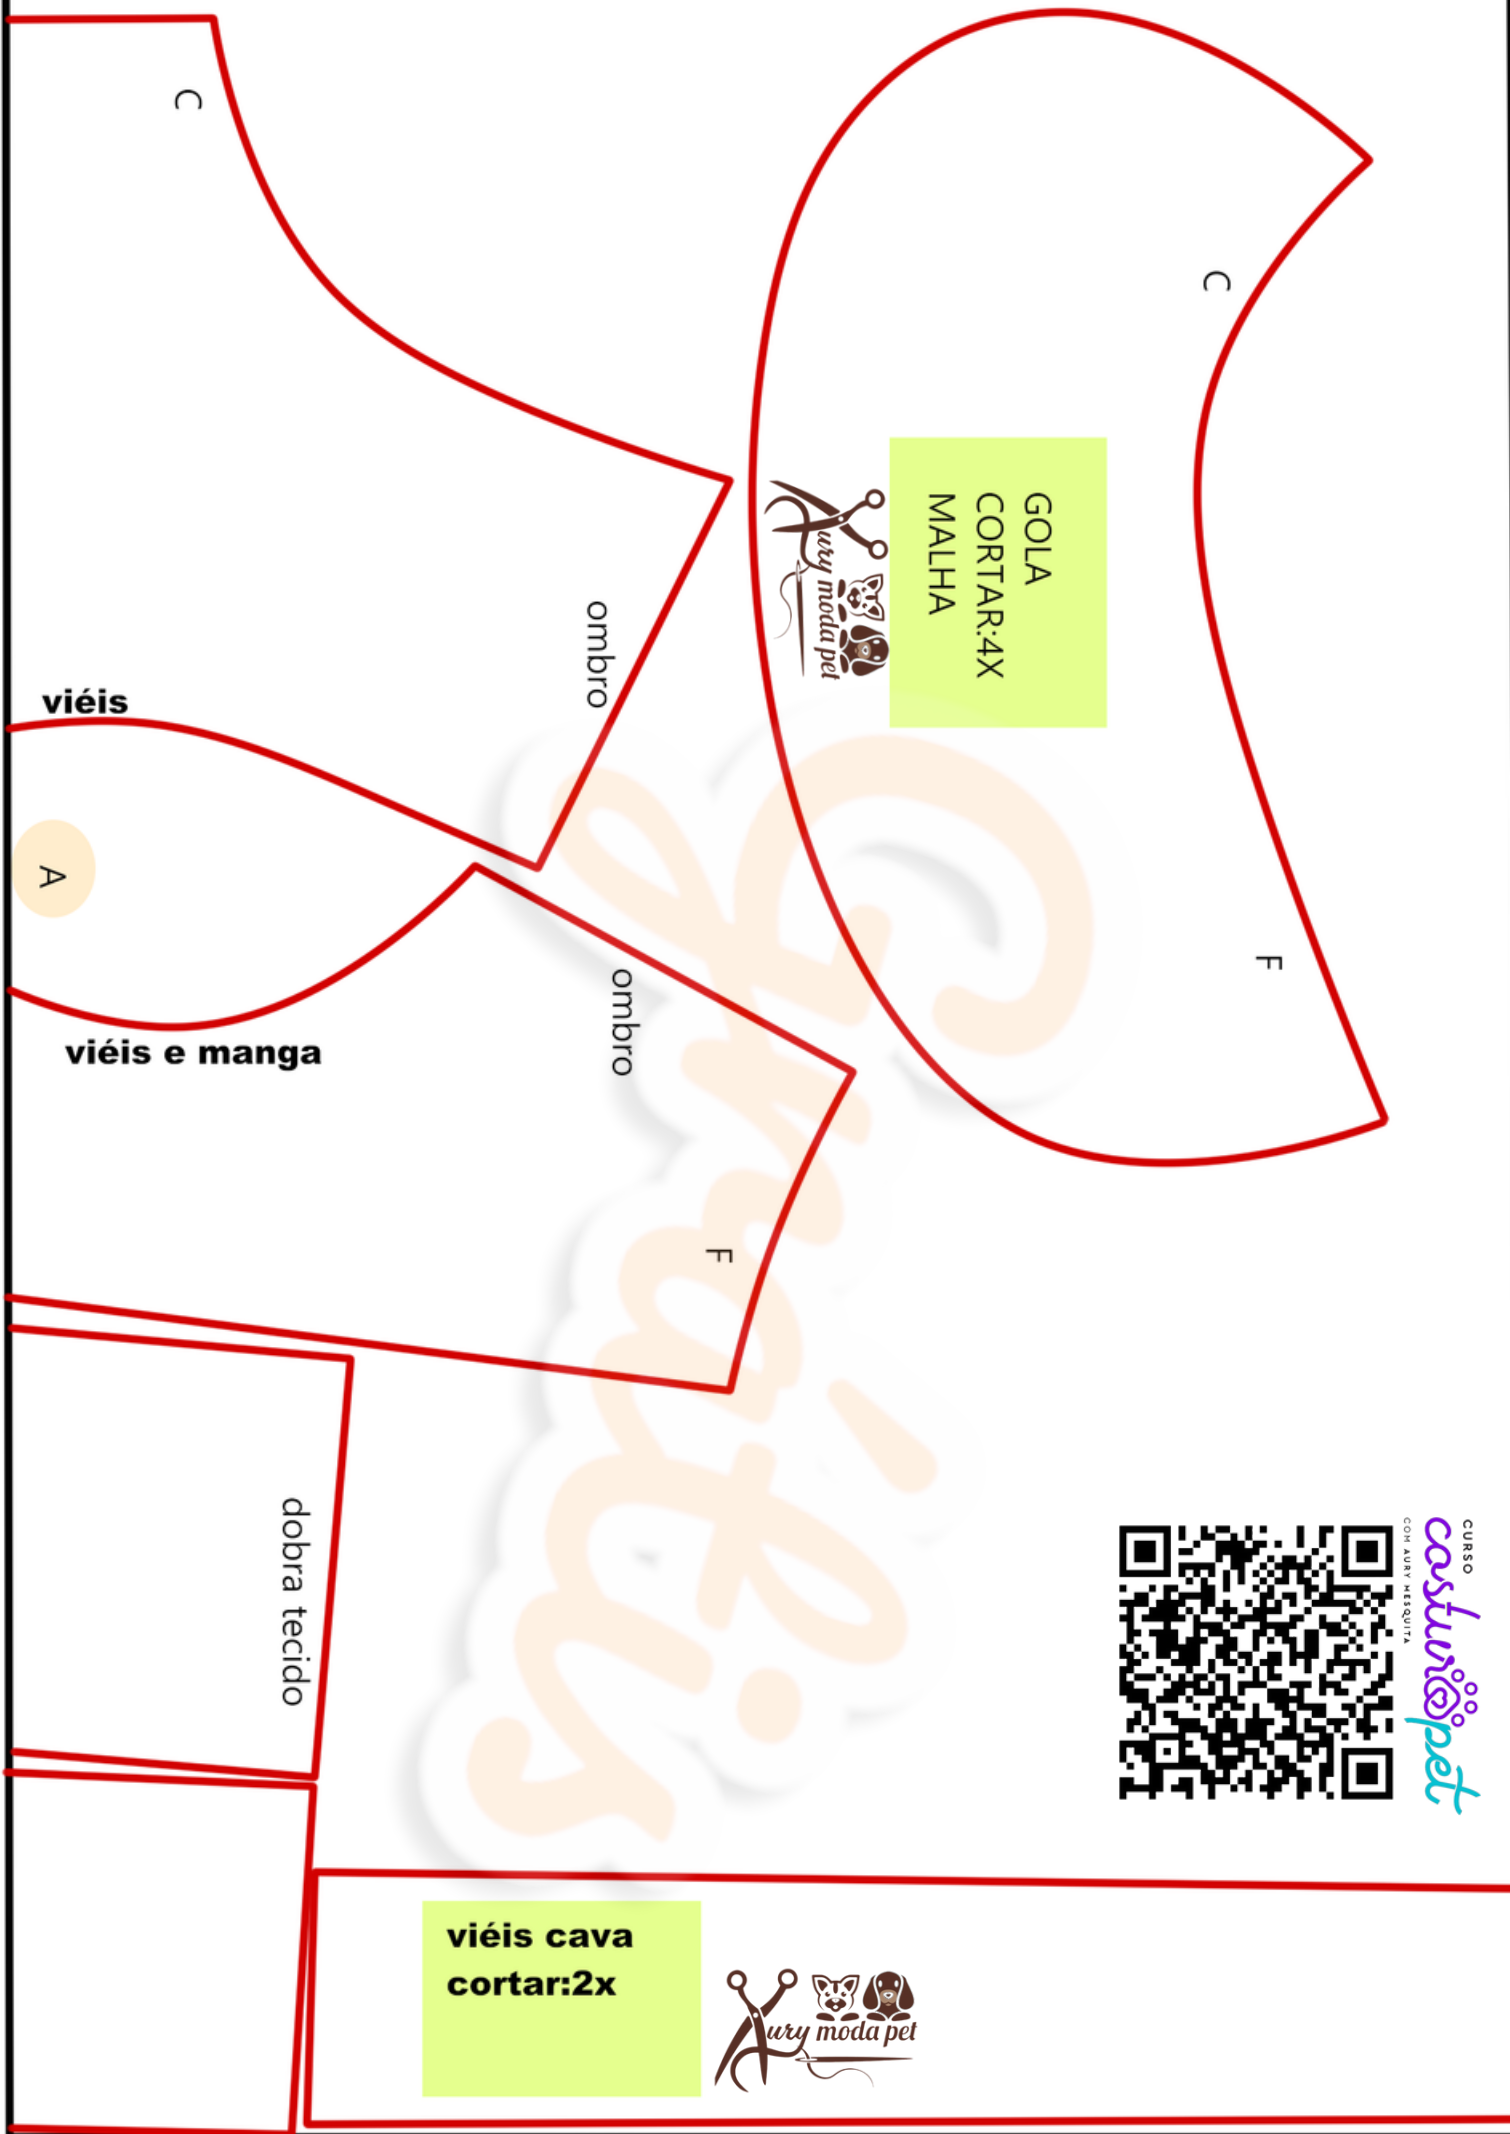 C
C
GOLA
CORTAR:4X
MALHA
Aury moda pet
ombro
viéis
A
F
ombro
viéis e manga
F
Grátis
dobra tecido
CURSO
costurapet
COM AURY MESQUITA
viéis cava
cortar:2x
Aury moda pet